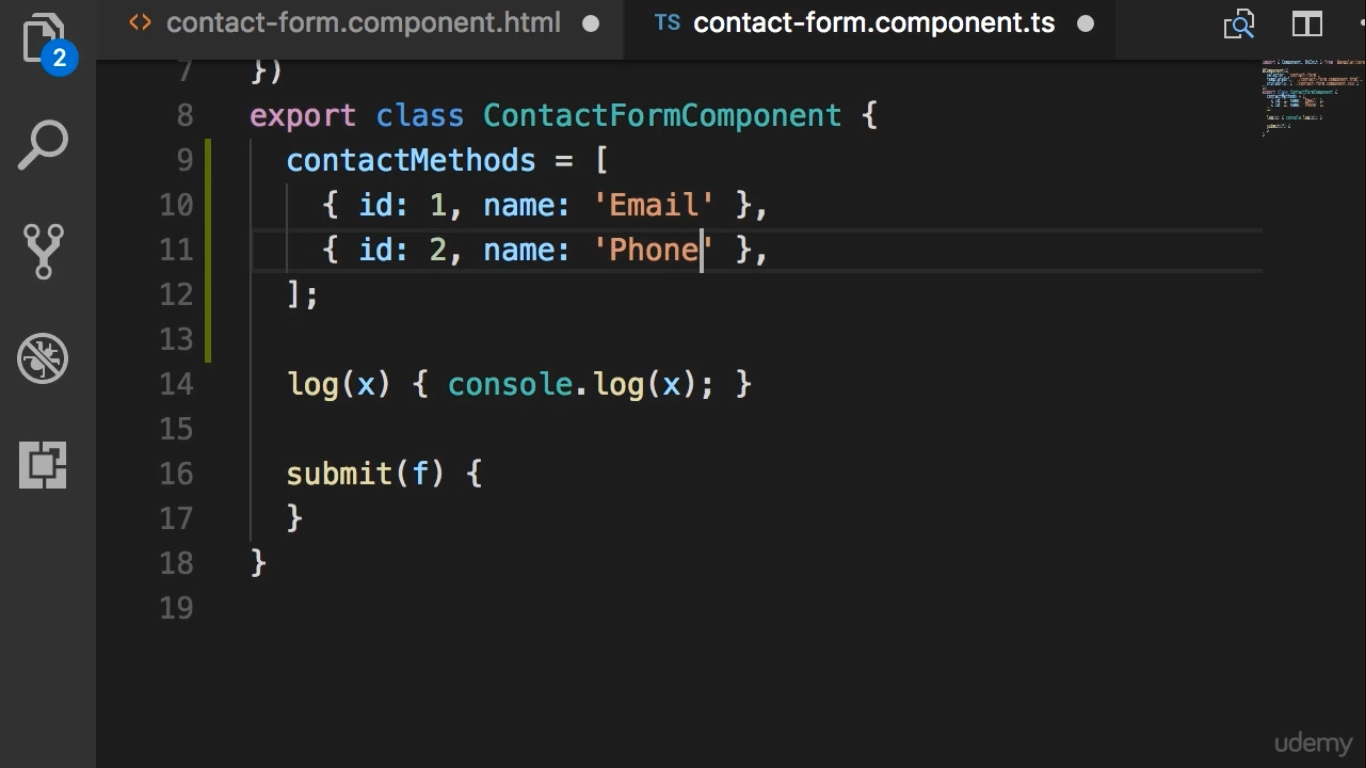 contact-form.component.html
TS contact-form.component.ts
2
7 })
8 export class ContactFormComponent {
9 contactMethods = [
10 { id: 1, name: 'Email' },
11 { id: 2, name: 'Phone' },
12 ];
13
14 log(x) { console.log(x); }
15
16 submit(f) {
17 }
18 }
19
udemy